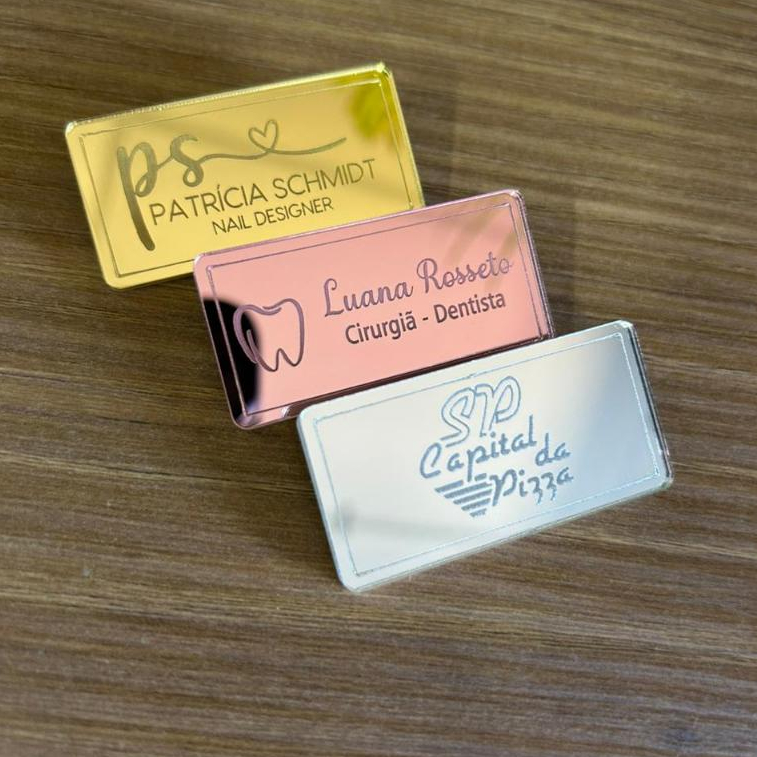 ps
PATRÍCIA SCHMIDT
NAIL DESIGNER
Luana Rosseto
Cirurgiã - Dentista
SP
Capital da
Pizza